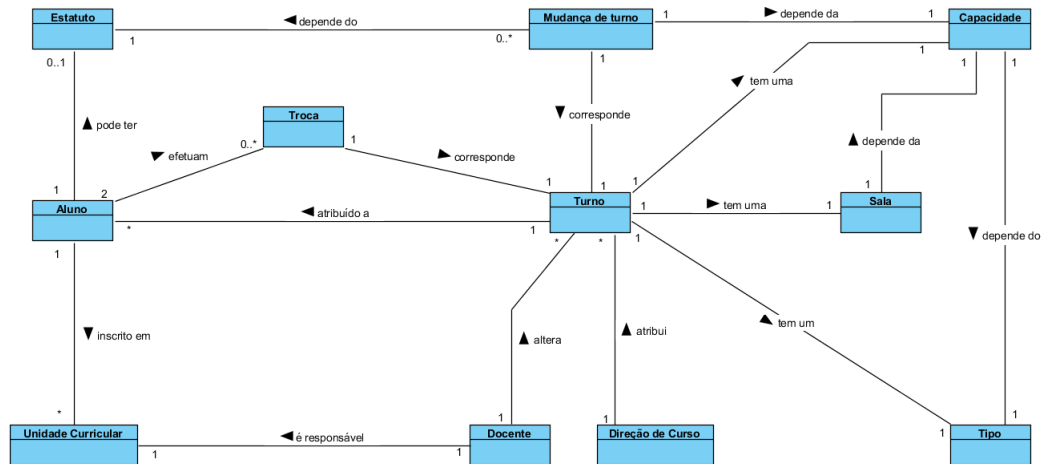 Estatuto
◄ depende do
Mudança de turno
► depende da
Capacidade
1
0..*
1
1
0..1
1
1
1
1
► tem uma
Troca
▼ corresponde
▲ pode ter
0..*
1
► efetuam
► corresponde
▲ depende da
1
2
1
1
1
1
Aluno
Turno
Sala
◄ atribuído a
1
► tem uma
1
*
1
1
*
*
1
▼ depende do
► tem um
▼ inscrito em
▲ altera
▲ atribui
*
1
1
1
1
Unidade Curricular
◄ é responsável
Docente
Direção de Curso
Tipo
1
1